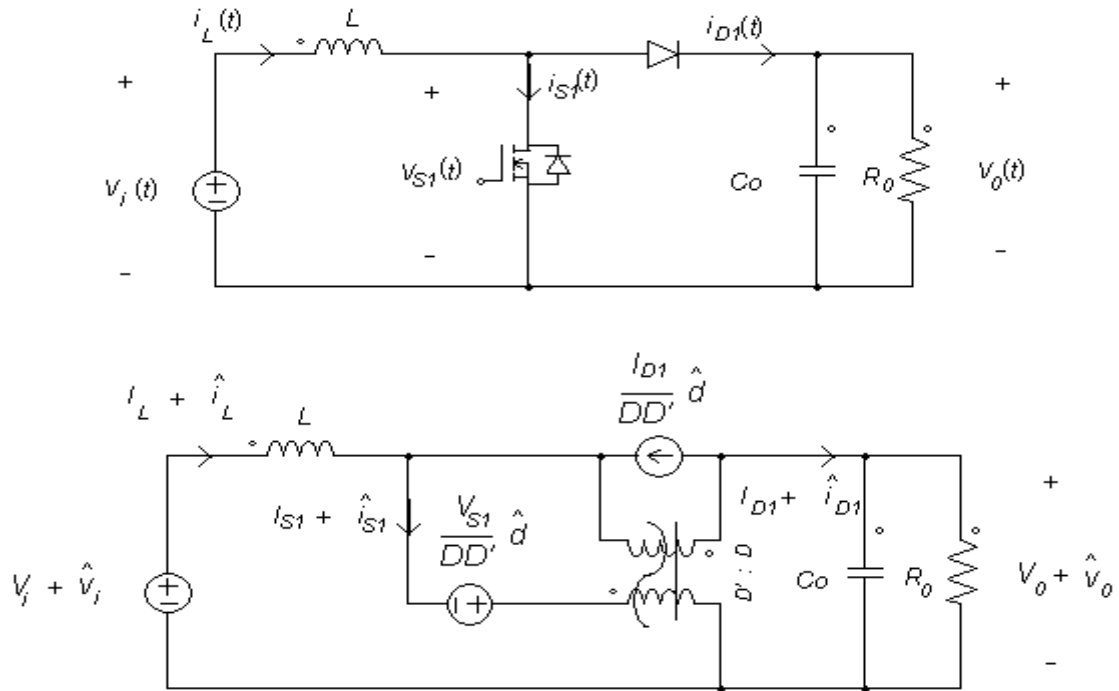 i_L(t)
L
i_D1(t)
+
+
i_S1(t)
+
v_i(t)
v_S1(t)
Co
R_0
v_0(t)
−
−
−
I_D1
DD'
d̂
I_L + î_L
L
I_S1 + î_S1
V_S1
DD'
d̂
I_D1 + î_D1
+
D' : D
V_i + v̂_i
Co
R_0
V_0 + v̂_0
−